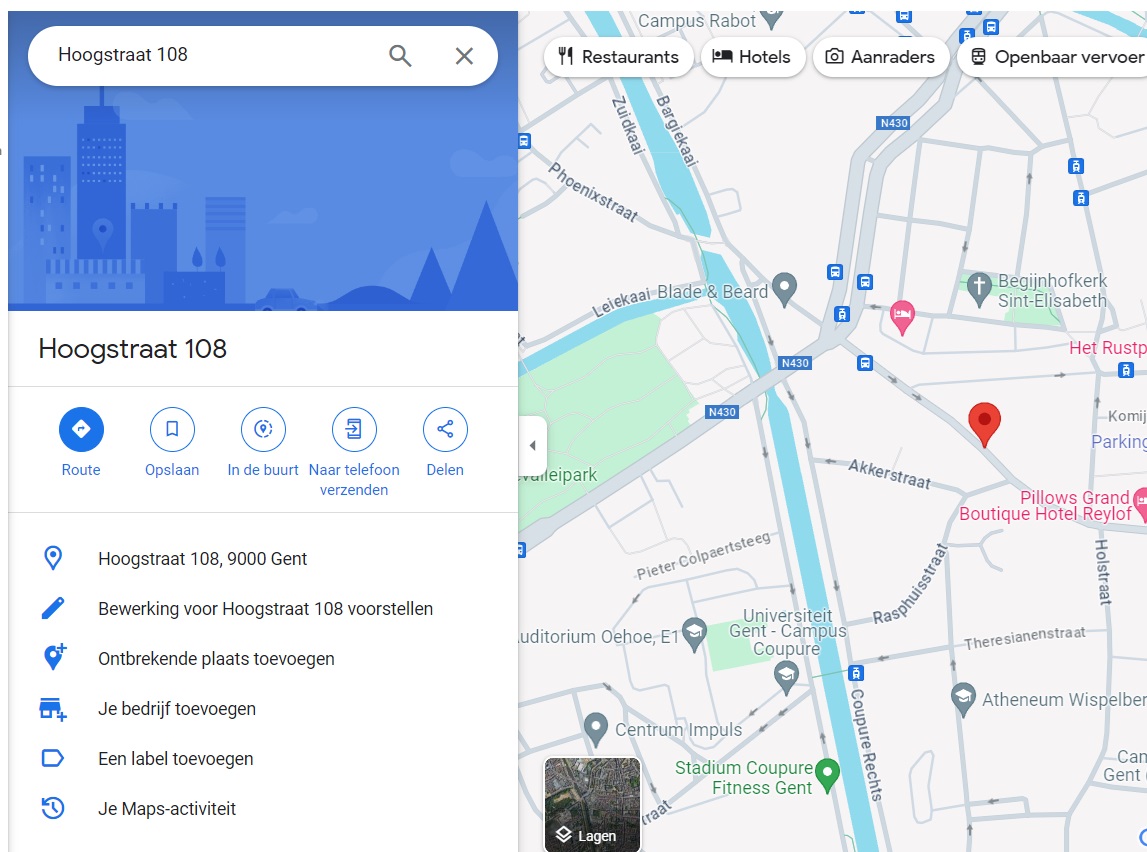 Hoogstraat 108
Restaurants
Hotels
Aanraders
Openbaar vervoer
Hoogstraat 108
Route
Opslaan
In de buurt
Naar telefoon
verzenden
Delen
Hoogstraat 108, 9000 Gent
Bewerking voor Hoogstraat 108 voorstellen
Ontbrekende plaats toevoegen
Je bedrijf toevoegen
Een label toevoegen
Je Maps-activiteit
Campus Rabot
Zuidkaai
Bargiekaai
N430
Phoenixstraat
Leiekaai
Blade & Beard
Begijnhofkerk
Sint-Elisabeth
Het Rustp
N430
N430
Komij
Parking
valleipark
Akkerstraat
Pillows Grand
Boutique Hotel Reylof
Holstraat
Pieter Colpaertsteeg
Rasphuisstraat
Universiteit
Gent - Campus
Coupure
uditorium Oehoe, E1
Theresianenstraat
Coupure Rechts
Atheneum Wispelber
Centrum Impuls
Stadium Coupure
Fitness Gent
Can
Gent
Lagen
traat